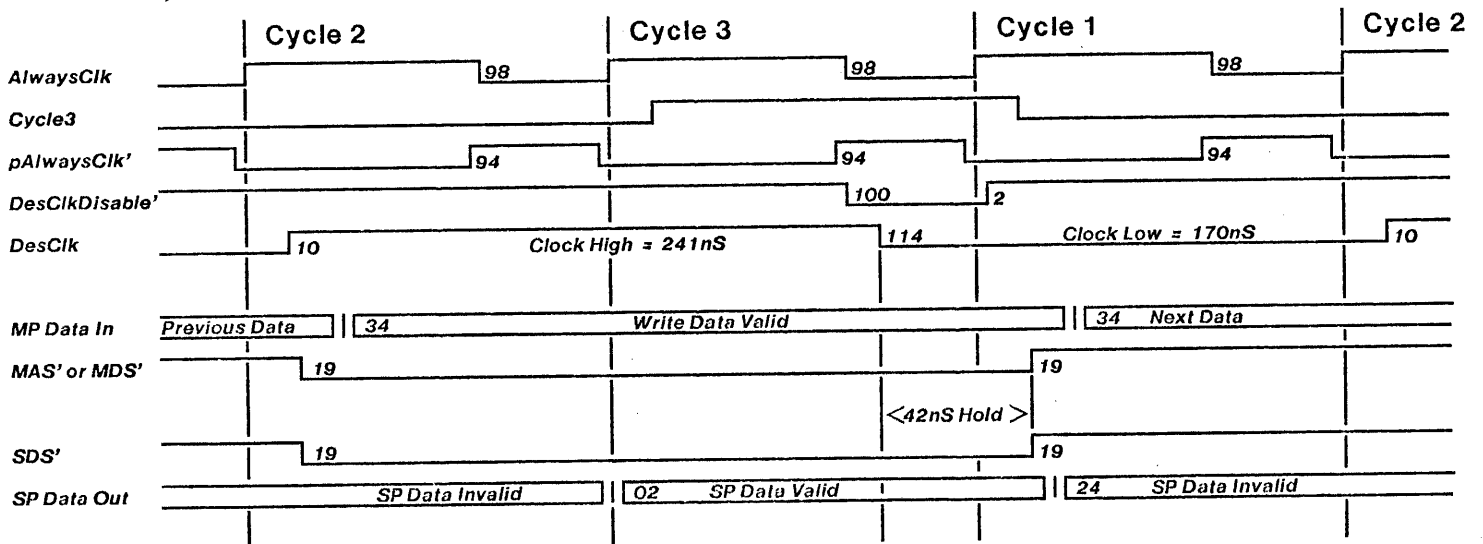 Cycle 2 Cycle 3 Cycle 1 Cycle 2
AlwaysClk 98 98 98
Cycle3
pAlwaysClk' 94 94 94
DesClkDisable' 100 2
DesClk 10 Clock High = 241nS 114 Clock Low = 170nS 10
MP Data In Previous Data 34 Write Data Valid 34 Next Data
MAS' or MDS' 19 19
<42nS Hold >
SDS' 19 19
SP Data Out SP Data Invalid 02 SP Data Valid 24 SP Data Invalid